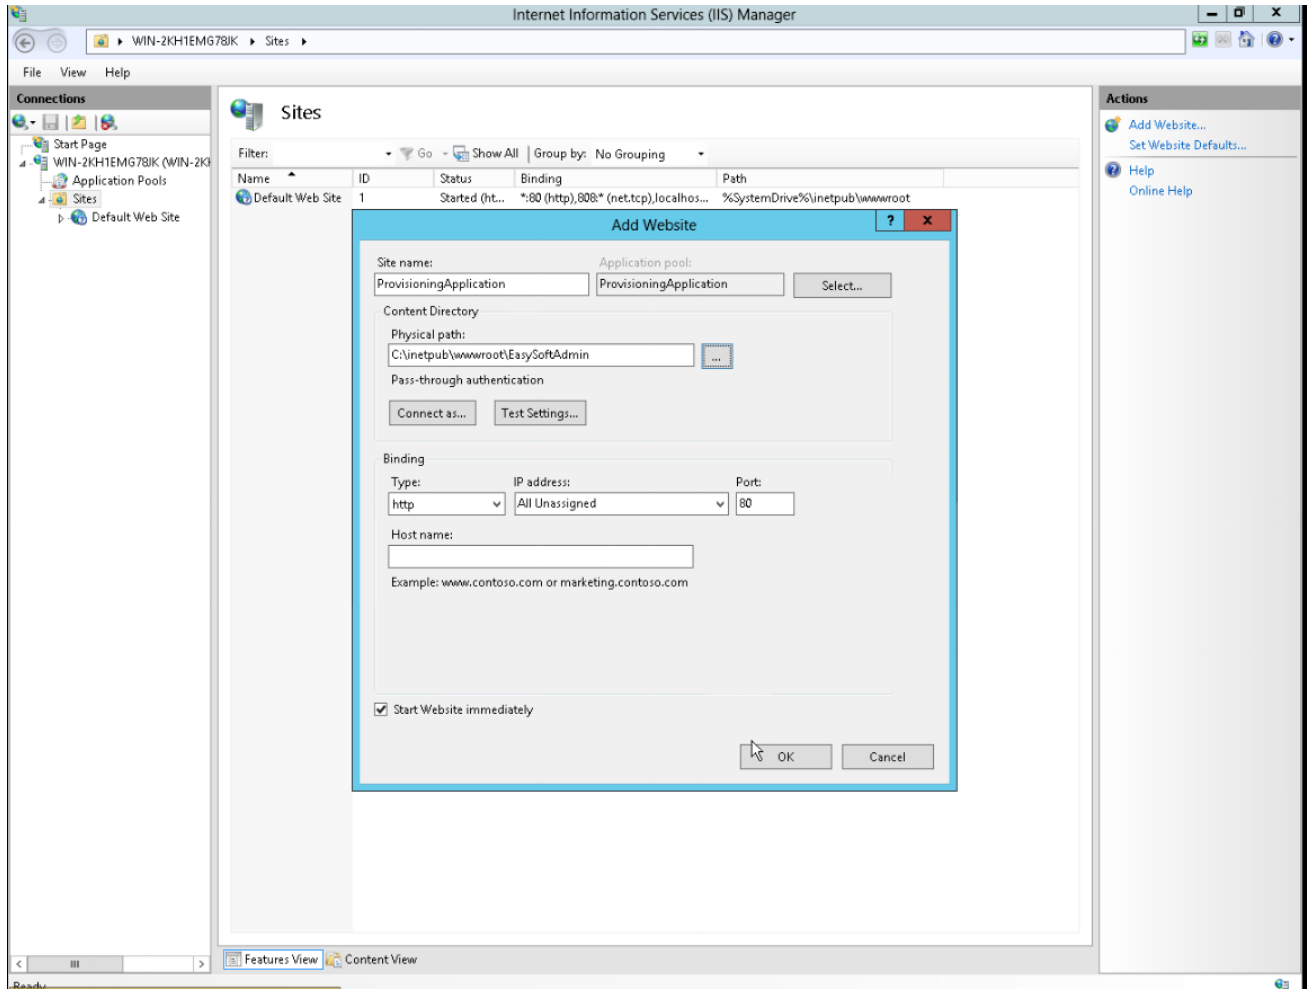 Internet Information Services (IIS) Manager
WIN-2KH1EMG78JK Sites
File View Help
Connections
Start Page
WIN-2KH1EMG78JK (WIN-2KH
Application Pools
Sites
Default Web Site
Sites
Filter: Go Show All Group by: No Grouping
Name ID Status Binding Path
Default Web Site 1 Started (ht... *:80 (http),808:* (net.tcp),localhos... %SystemDrive%\inetpub\wwwroot
Add Website
?
x
Site name: Application pool:
ProvisioningApplication ProvisioningApplication Select...
Content Directory
Physical path:
C:\inetpub\wwwroot\EasySoftAdmin ...
Pass-through authentication
Connect as... Test Settings...
Binding
Type: IP address: Port:
http All Unassigned 80
Host name:
Example: www.contoso.com or marketing.contoso.com
Start Website immediately
OK Cancel
Features View Content View
Actions
Add Website...
Set Website Defaults...
Help
Online Help
Ready